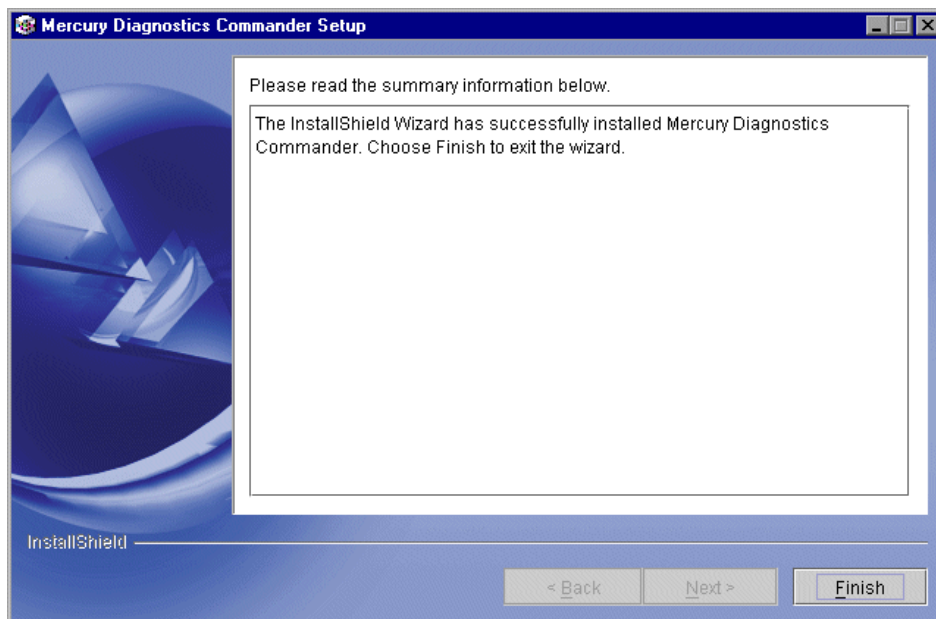 Mercury Diagnostics Commander Setup
Please read the summary information below.
The InstallShield Wizard has successfully installed Mercury Diagnostics
Commander. Choose Finish to exit the wizard.
InstallShield
< Back
Next >
Finish